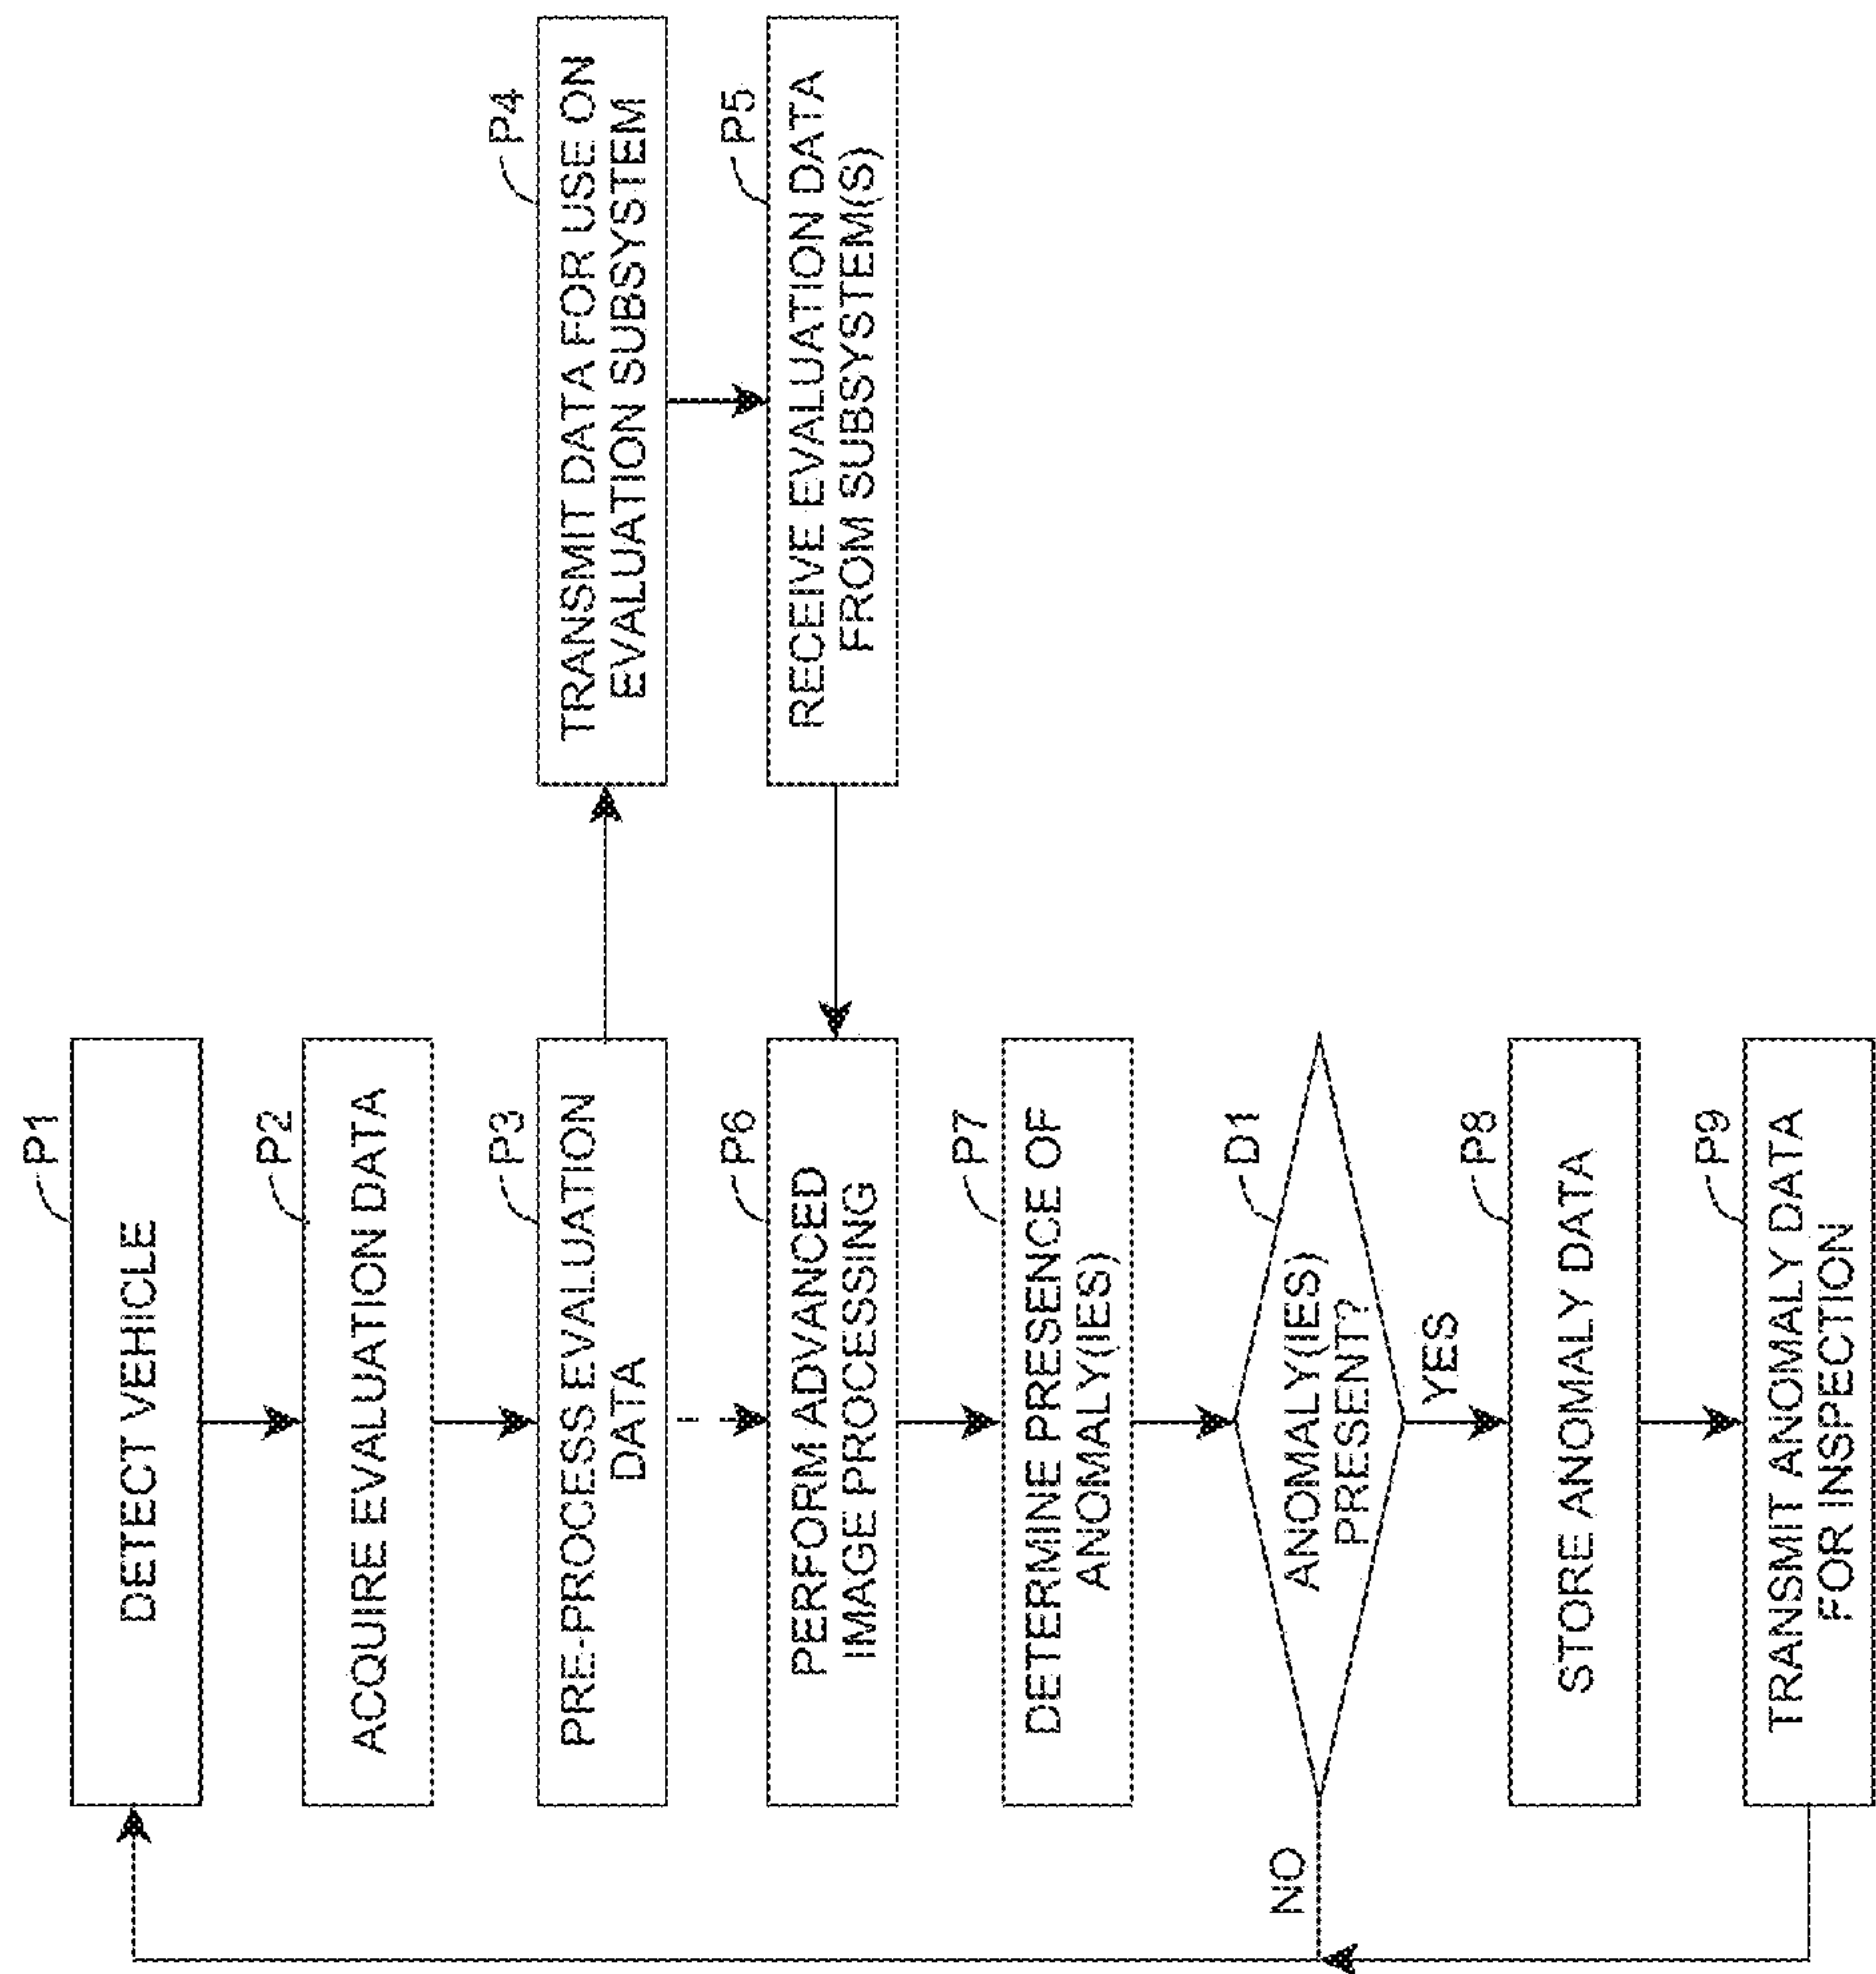 P1
DETECT VEHICLE
P2
ACQUIRE EVALUATION DATA
P3
PRE-PROCESS EVALUATION
DATA
P4
TRANSMIT DATA FOR USE ON
EVALUATION SUBSYSTEM
P5
RECEIVE EVALUATION DATA
FROM SUBSYSTEM(S)
P6
PERFORM ADVANCED
IMAGE PROCESSING
P7
DETERMINE PRESENCE OF
ANOMALY(IES)
D1
ANOMALY(IES)
PRESENT?
NO
YES
P8
STORE ANOMALY DATA
P9
TRANSMIT ANOMALY DATA
FOR INSPECTION